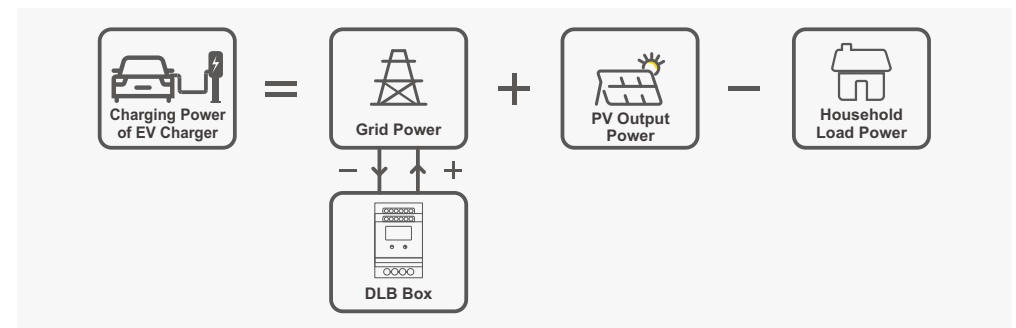 Charging Power
of EV Charger
=
Grid Power
+
PV Output
Power
−
Household
Load Power
− +
DLB Box